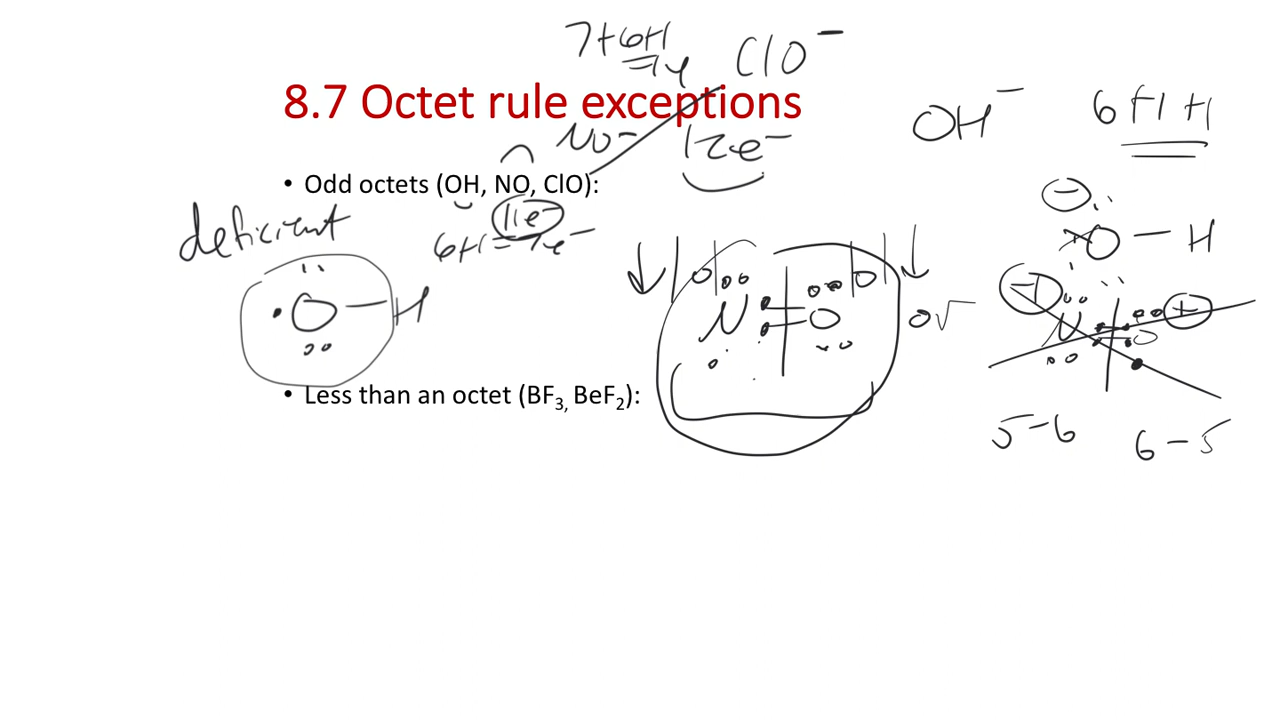 7+6+1
=14
ClO⁻
8.7 Octet rule exceptions
OH⁻
6+1+1
NO⁻
12e⁻
• Odd octets (OH, NO, ClO):
11e⁻
deficient
6+1=7e⁻
O—H
N O
O—H
N O
• Less than an octet (BF₃, BeF₂):
5-6
6-5